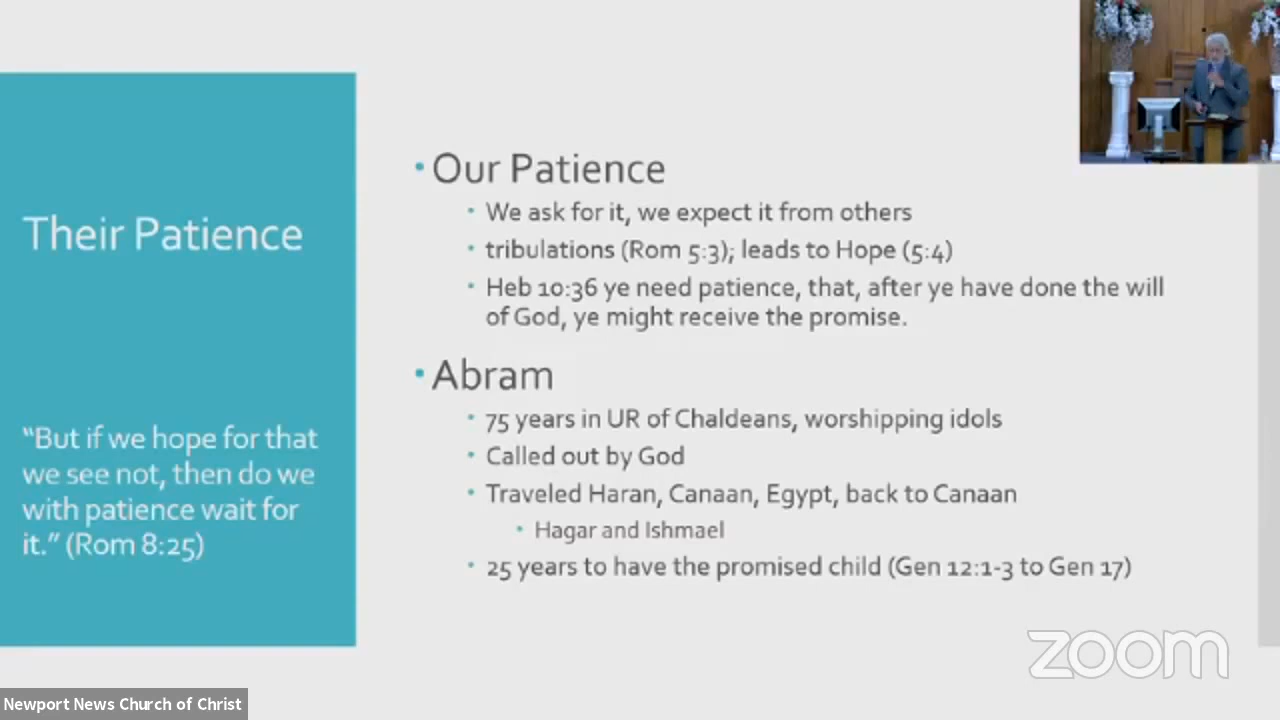 Their Patience
"But if we hope for that
we see not, then do we
with patience wait for
it." (Rom 8:25)
• Our Patience
• We ask for it, we expect it from others
• tribulations (Rom 5:3); leads to Hope (5:4)
• Heb 10:36 ye need patience, that, after ye have done the will
of God, ye might receive the promise.
• Abram
• 75 years in UR of Chaldeans, worshipping idols
• Called out by God
• Traveled Haran, Canaan, Egypt, back to Canaan
• Hagar and Ishmael
• 25 years to have the promised child (Gen 12:1-3 to Gen 17)
zoom
Newport News Church of Christ